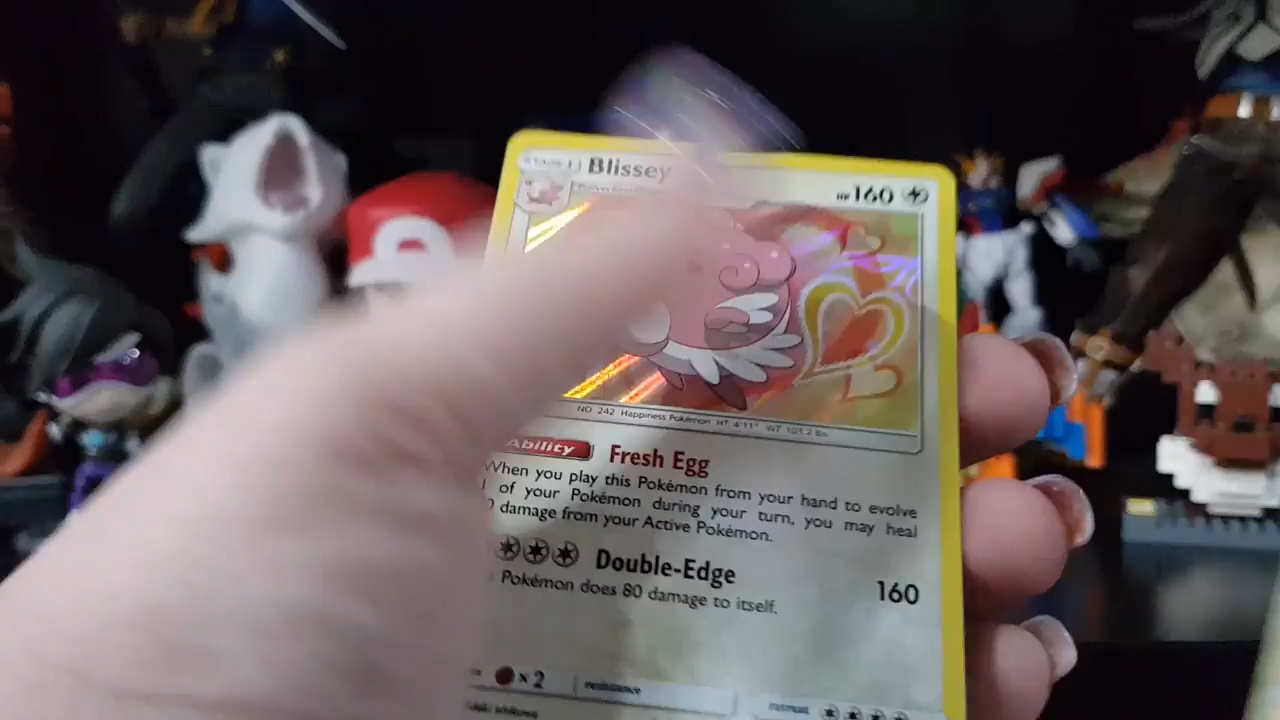 Blissey
HP160
NO. 242 Happiness Pokémon HT: 4'11" WT: 103.2 lbs.
Ability Fresh Egg
When you play this Pokémon from your hand to evolve
of your Pokémon during your turn, you may heal
damage from your Active Pokémon.
Double-Edge 160
Pokémon does 80 damage to itself.
×2 resistance retreat